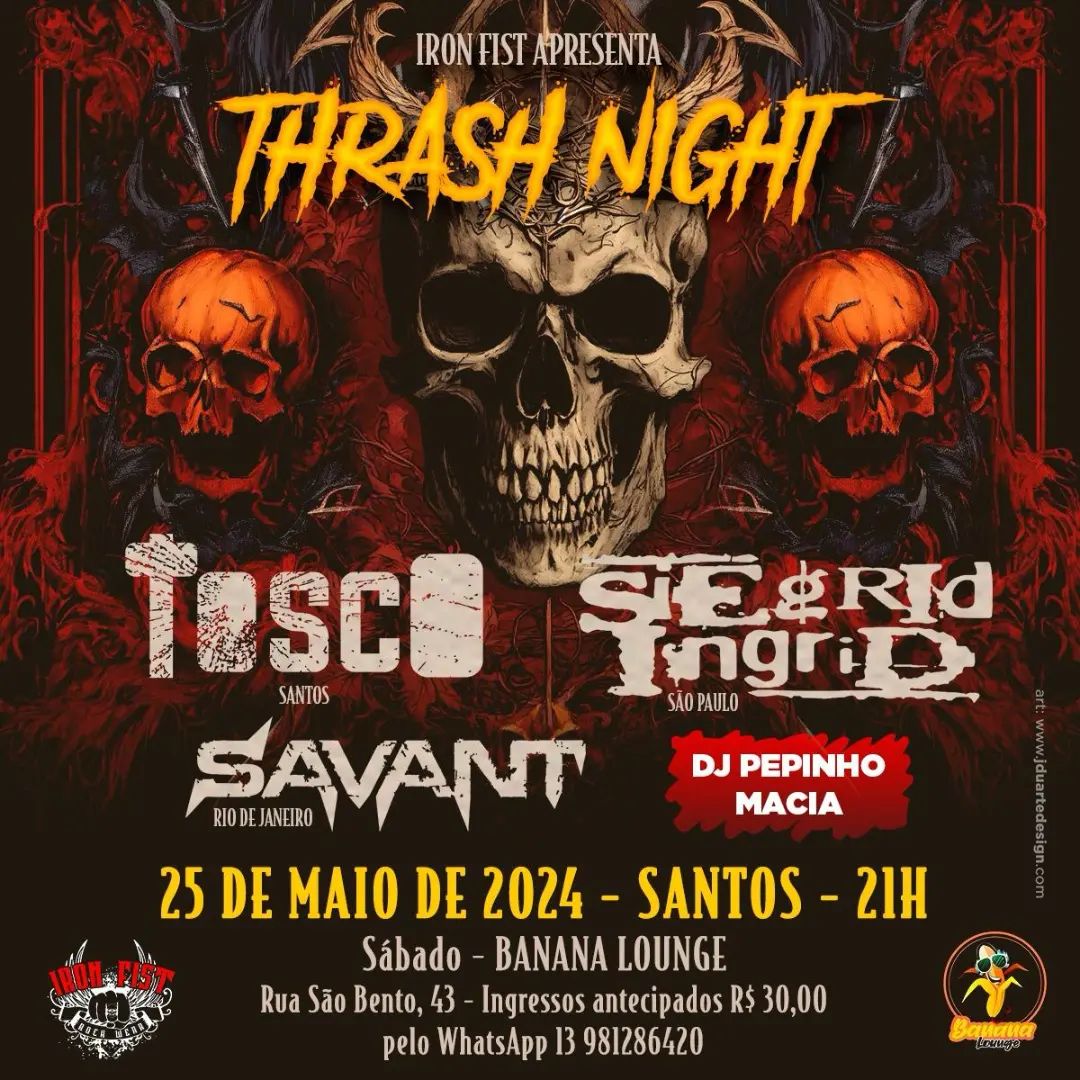 IRON FIST APRESENTA
THRASH NIGHT
Tosco
SANTOS
SIEgRId
IngriD
SÃO PAULO
SAVANT
RIO DE JANEIRO
DJ PEPINHO
MACIA
art: www.jduartedesign.com
25 DE MAIO DE 2024 - SANTOS - 21H
Sábado - BANANA LOUNGE
Rua São Bento, 43 - Ingressos antecipados R$ 30,00
pelo WhatsApp 13 981286420
IRON FIST
ROCK WEAR
Banana
Lounge